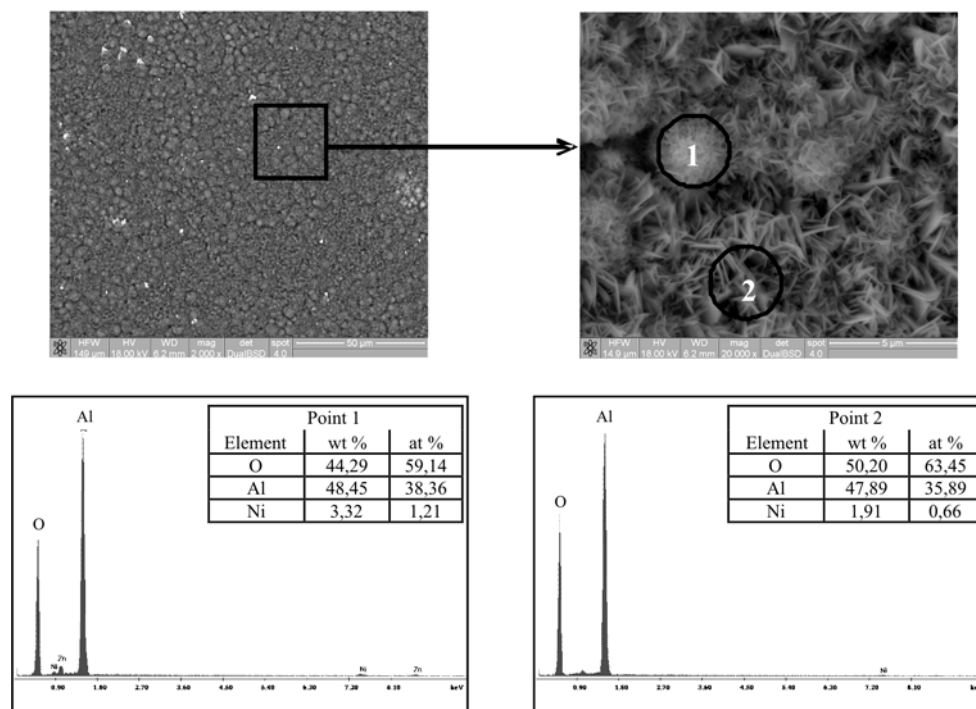 1
2
HFW HV WD mag det spot
149 µm 18.00 kV 6.2 mm 2 000 x DualBSD 4.0 50 µm
HFW HV WD mag det spot
14.9 µm 18.00 kV 6.2 mm 20 000 x DualBSD 4.0 5 µm
Al
O
Point 1
Element wt % at %
O 44,29 59,14
Al 48,45 38,36
Ni 3,32 1,21
Ni Zn Ni Zn
0.90 1.80 2.70 3.60 4.50 5.40 6.30 7.20 8.10 keV
Al
O
Point 2
Element wt % at %
O 50,20 63,45
Al 47,89 35,89
Ni 1,91 0,66
Ni
0.90 1.80 2.70 3.60 4.50 5.40 6.30 7.20 8.10 keV